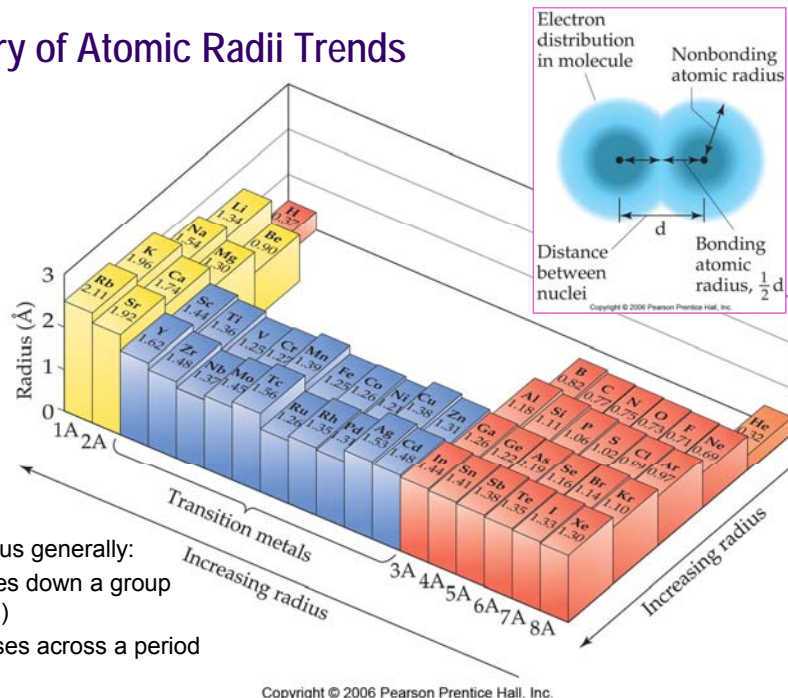 ry of Atomic Radii Trends
Electron
distribution
in molecule
Nonbonding
atomic radius
d
Distance
between
nuclei
Bonding
atomic
radius, ½d
Copyright © 2006 Pearson Prentice Hall, Inc.
Radius (Å)
3
2
1
0
H
0.37
Li
1.34
Be
0.90
Na
1.54
Mg
1.30
K
1.96
Ca
1.74
Rb
2.11
Sr
1.92
Sc
1.44
Ti
1.36
V
1.25
Cr
1.27
Mn
1.39
Fe
1.25
Co
1.26
Ni
1.21
Cu
1.38
Zn
1.31
Y
1.62
Zr
1.48
Nb
1.37
Mo
1.45
Tc
1.56
Ru
1.26
Rh
1.35
Pd
1.31
Ag
1.53
Cd
1.48
B
0.82
C
0.77
N
0.75
O
0.73
F
0.71
Ne
0.69
He
0.32
Al
1.18
Si
1.11
P
1.06
S
1.02
Cl
Ar
0.97
Ga
1.26
Ge
1.22
As
1.19
Se
1.16
Br
1.14
Kr
1.10
In
1.44
Sn
1.41
Sb
1.38
Te
1.35
I
1.33
Xe
1.30
1A
2A
Transition metals
3A
4A
5A
6A
7A
8A
Increasing radius
Increasing radius
us generally:
es down a group
)
ses across a period
Copyright © 2006 Pearson Prentice Hall, Inc.